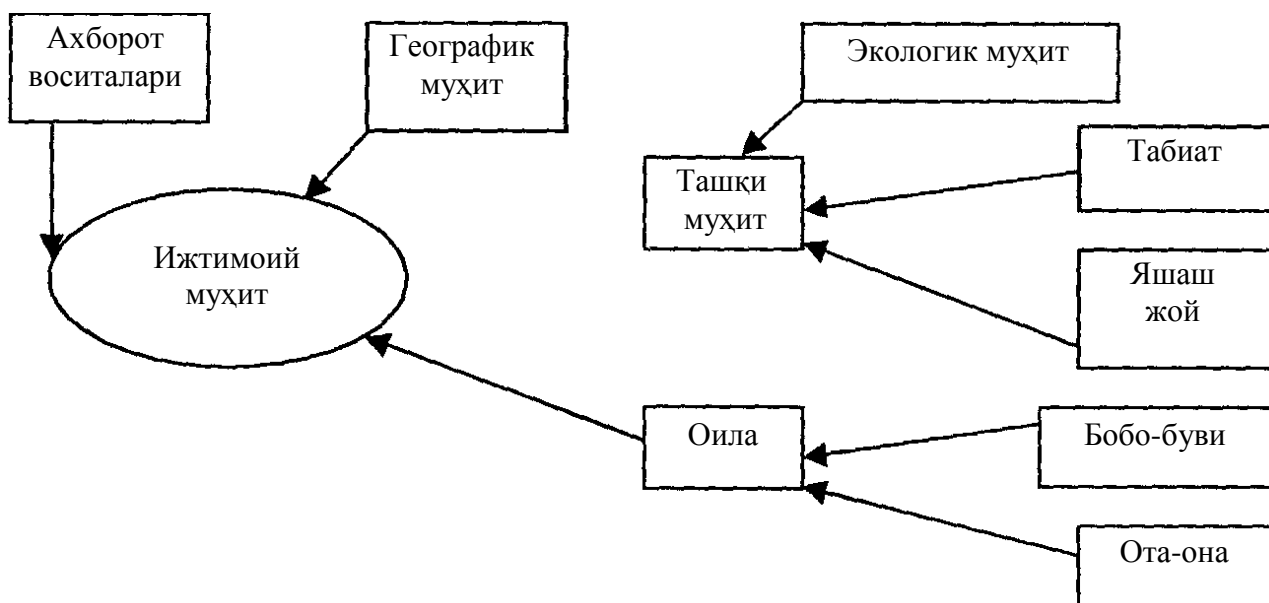 Ахборот
воситалари
Географик
муҳит
Экологик муҳит
Табиат
Ташқи
муҳит
Яшаш
жой
Ижтимоий
муҳит
Оила
Бобо-буви
Ота-она